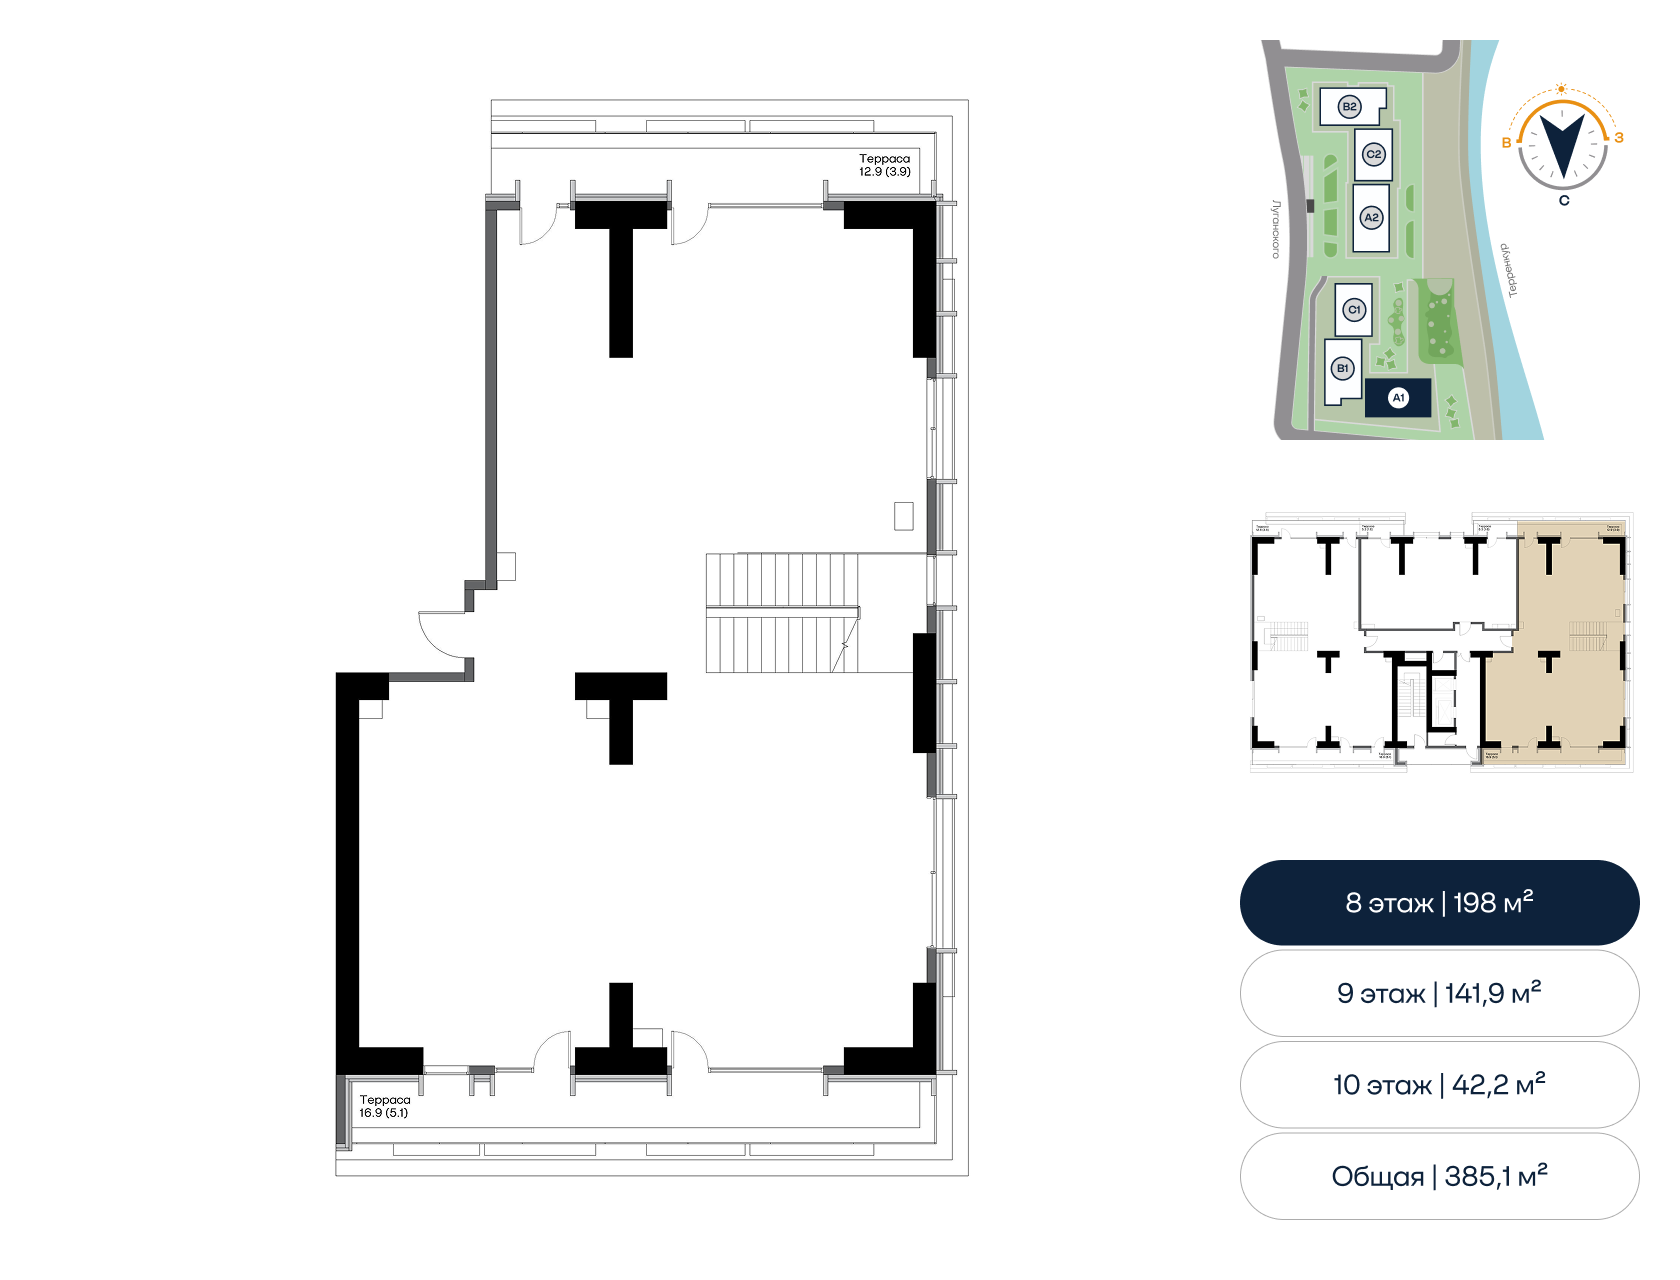 Терраса
12.9 (3.9)
Терраса
16.9 (5.1)
B2
C2
A2
C1
B1
A1
Луганского
Терренкур
В
З
С
8 этаж | 198 м²
9 этаж | 141,9 м²
10 этаж | 42,2 м²
Общая | 385,1 м²